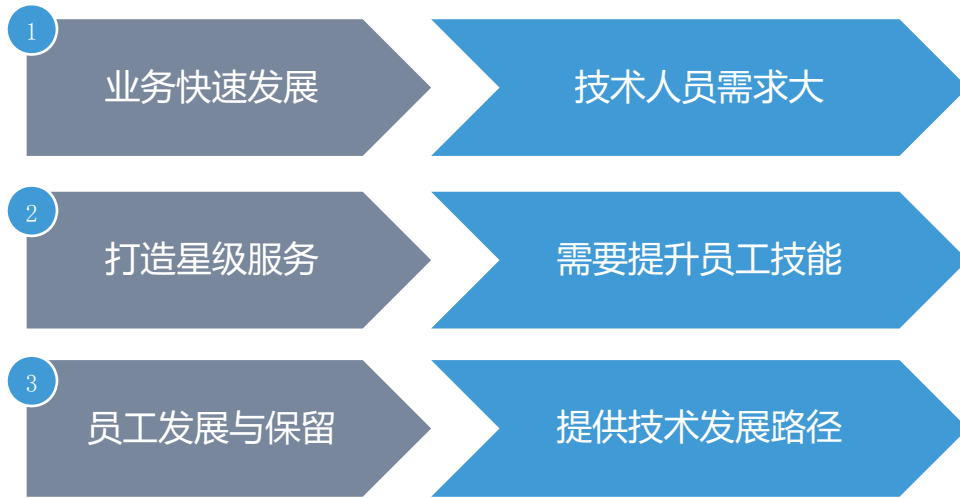 1
业务快速发展
技术人员需求大
2
打造星级服务
需要提升员工技能
3
员工发展与保留
提供技术发展路径